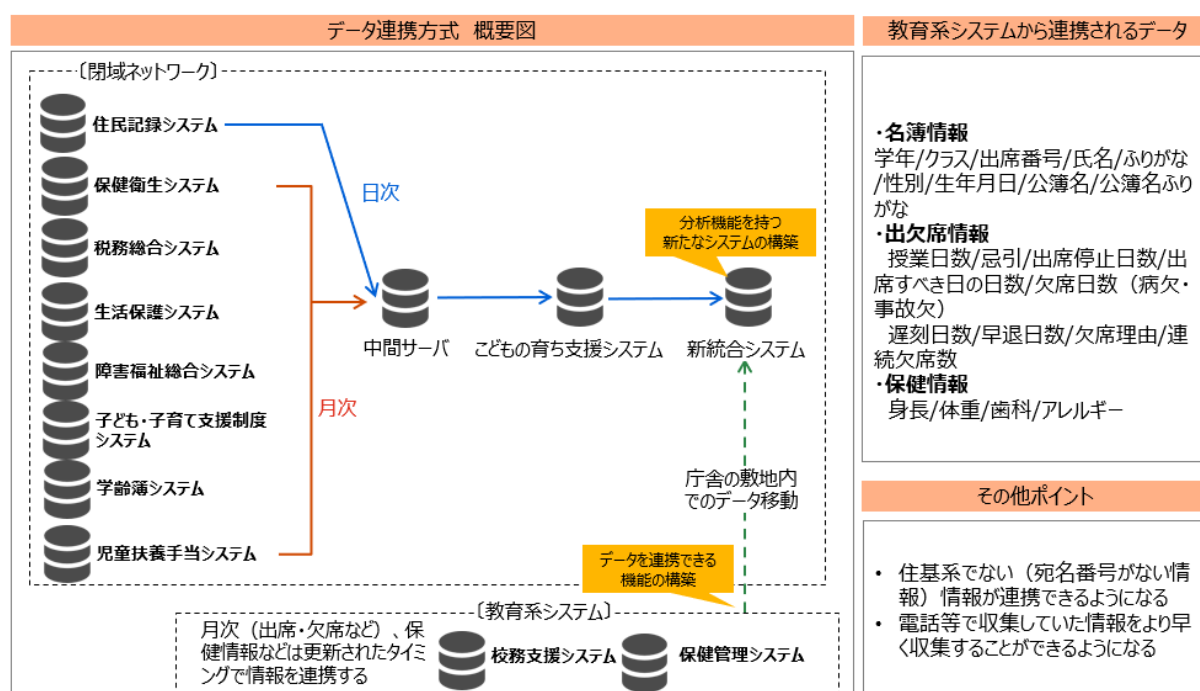 データ連携方式 概要図
〔閉域ネットワーク〕
住民記録システム
保健衛生システム
税務総合システム
生活保護システム
障害福祉総合システム
子ども・子育て支援制度
システム
学齢簿システム
児童扶養手当システム
日次
月次
中間サーバ
こどもの育ち支援システム
新統合システム
分析機能を持つ
新たなシステムの構築
庁舎の敷地内
でのデータ移動
データを連携できる
機能の構築
〔教育系システム〕
月次（出席・欠席など）、保
健情報などは更新されたタイミ
ングで情報を連携する
校務支援システム
保健管理システム
教育系システムから連携されるデータ
・名簿情報
学年/クラス/出席番号/氏名/ふりがな
/性別/生年月日/公簿名/公簿名ふり
がな
・出欠席情報
授業日数/忌引/出席停止日数/出
席すべき日の日数/欠席日数（病欠・
事故欠）
遅刻日数/早退日数/欠席理由/連
続欠席数
・保健情報
身長/体重/歯科/アレルギー
その他ポイント
• 住基系でない（宛名番号がない情
報）情報が連携できるようになる
• 電話等で収集していた情報をより早
く収集することができるようになる